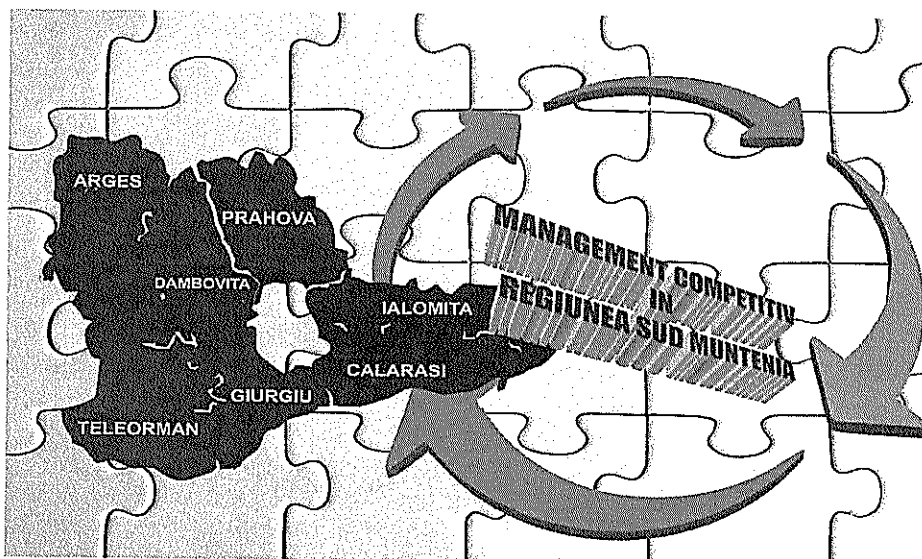 ARGES
PRAHOVA
DAMBOVITA
IALOMITA
CALARASI
GIURGIU
TELEORMAN
MANAGEMENT COMPETITIV
IN
REGIUNEA SUD MUNTENIA